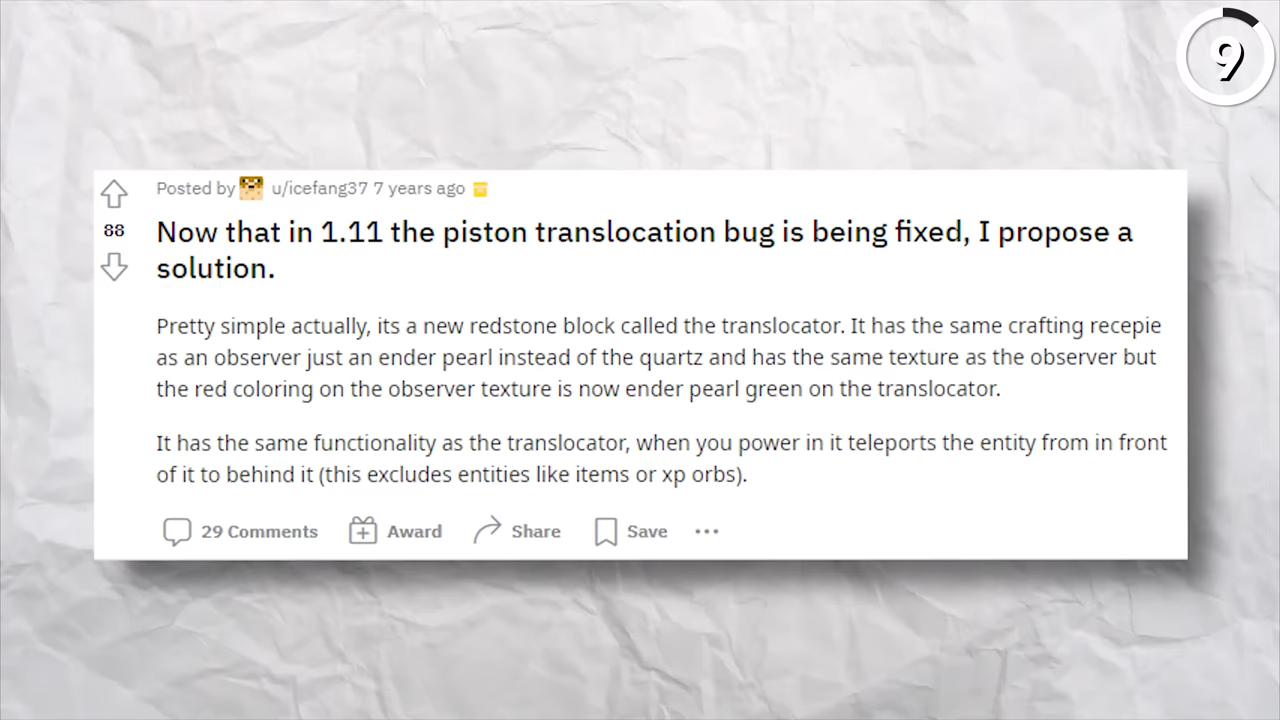 9
Posted by u/icefang37 7 years ago
88
Now that in 1.11 the piston translocation bug is being fixed, I propose a
solution.
Pretty simple actually, its a new redstone block called the translocator. It has the same crafting recepie
as an observer just an ender pearl instead of the quartz and has the same texture as the observer but
the red coloring on the observer texture is now ender pearl green on the translocator.
It has the same functionality as the translocator, when you power in it teleports the entity from in front
of it to behind it (this excludes entities like items or xp orbs).
29 Comments Award Share Save